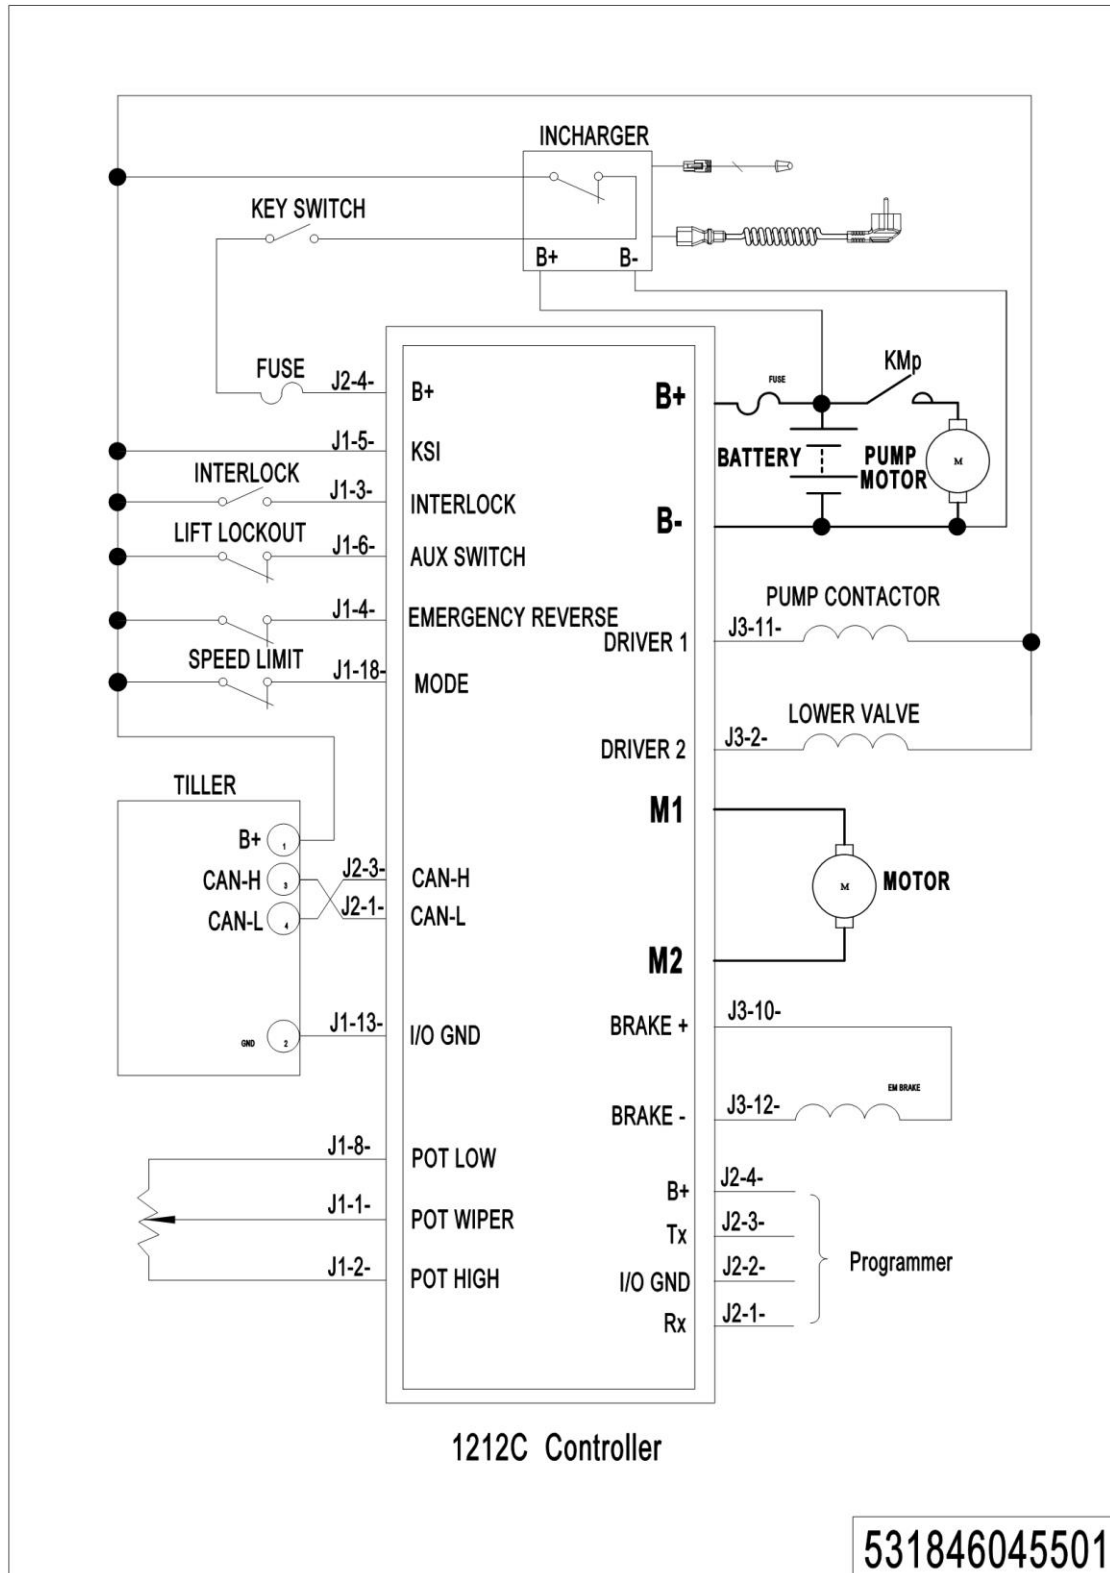 INCHARGER
KEY SWITCH
B+ B-
FUSE J2-4- B+
B+ FUSE KMp
J1-5- KSI
BATTERY PUMP MOTOR M
INTERLOCK J1-3- INTERLOCK
B-
LIFT LOCKOUT J1-6- AUX SWITCH
J1-4- EMERGENCY REVERSE
PUMP CONTACTOR
DRIVER 1 J3-11-
SPEED LIMIT J1-18- MODE
LOWER VALVE
DRIVER 2 J3-2-
TILLER
M1
B+ 1
CAN-H 3 J2-3- CAN-H
M MOTOR
CAN-L 4 J2-1- CAN-L
M2
GND 2 J1-13- I/O GND
BRAKE + J3-10-
EM BRAKE
BRAKE - J3-12-
J1-8- POT LOW
B+ J2-4-
J1-1- POT WIPER
Tx J2-3-
Programmer
J1-2- POT HIGH
I/O GND J2-2-
Rx J2-1-
1212C Controller
531846045501